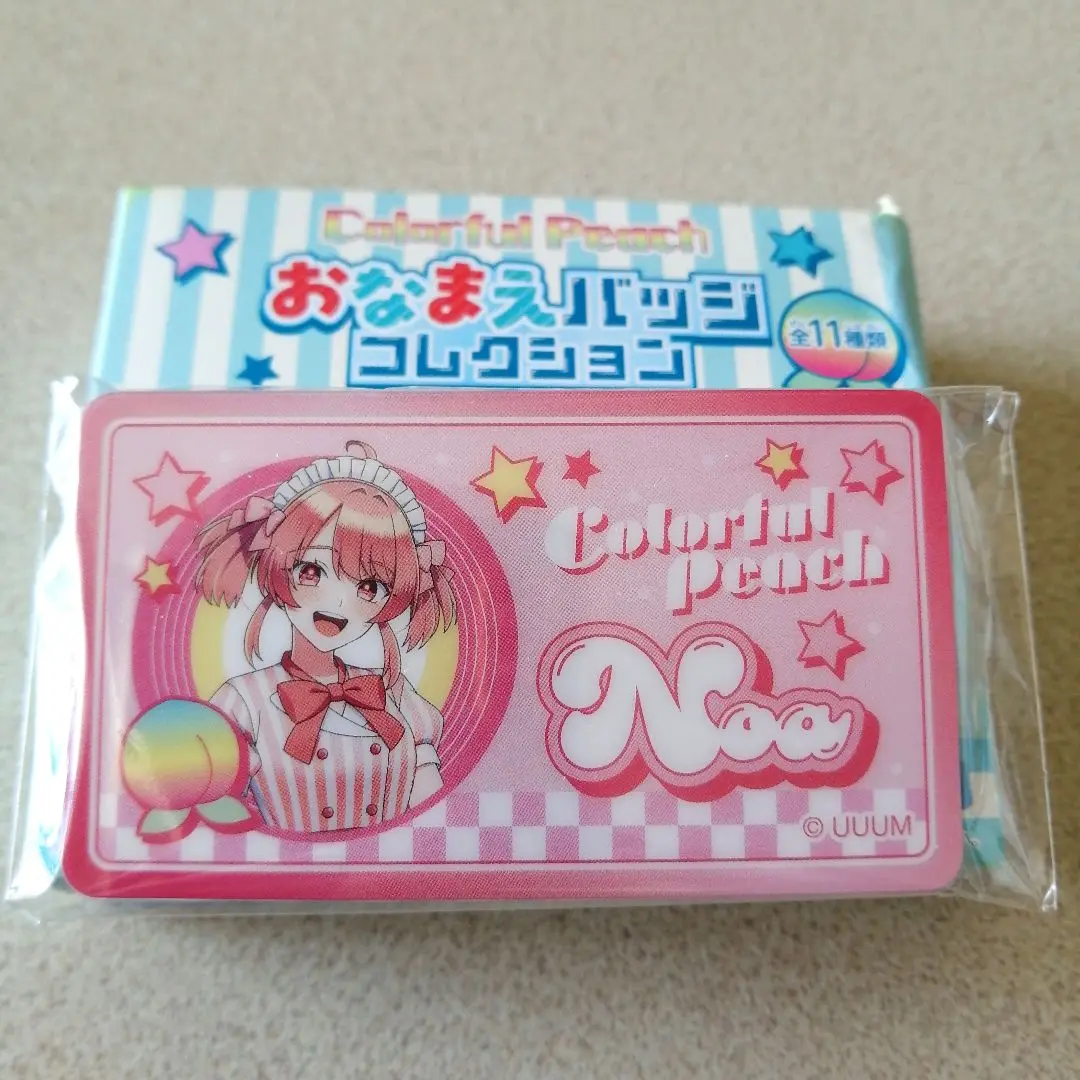 Colorful Peach
おなまえバッジ
コレクション
全11種類
Colorful
Peach
Noa
© UUUM